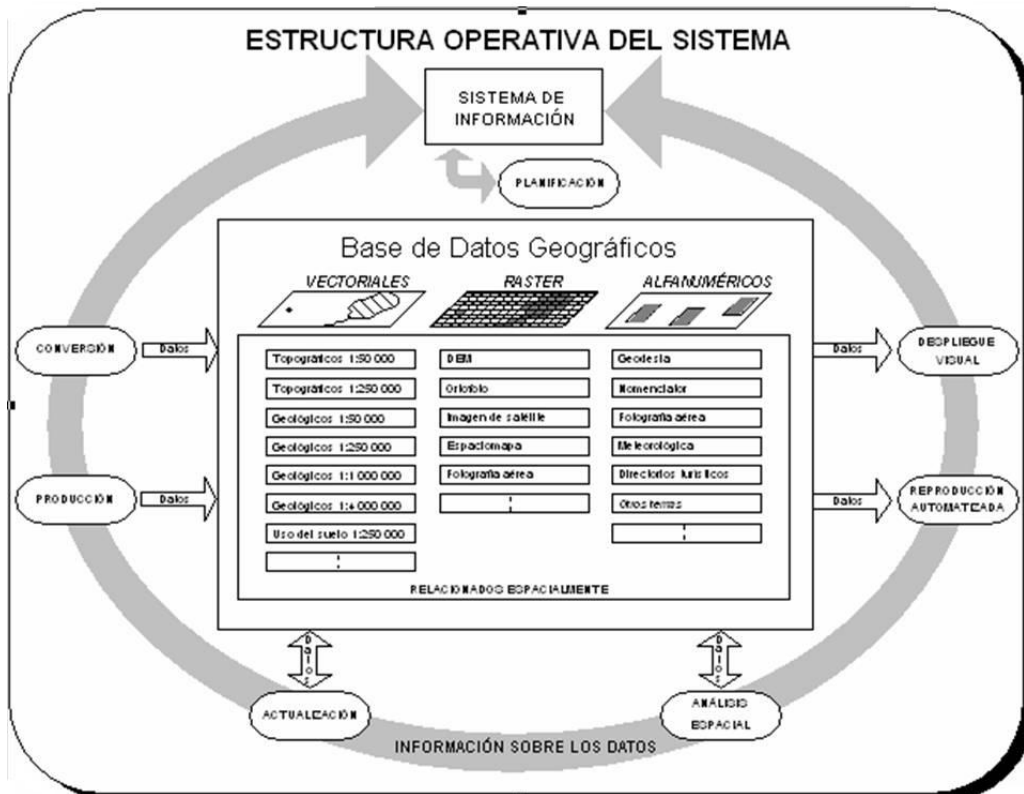 ESTRUCTURA OPERATIVA DEL SISTEMA
SISTEMA DE
INFORMACIÓN
PLANIFICACIÓN
Base de Datos Geográficos
VECTORIALES
RASTER
ALFANUMÉRICOS
CONVERSIÓN
Datos
PRODUCCIÓN
Datos
Topográficos 1:50 000
Topográficos 1:250 000
Geológicos 1:50 000
Geológicos 1:250 000
Geológicos 1:1 000 000
Geológicos 1:4 000 000
Uso del suelo 1:250 000
DEM
Ortofoto
Imagen de satélite
Espaciomapa
Fotografía aérea
Geodesia
Nomenclator
Fotografía aérea
Meteorológica
Directorios turísticos
Otros temas
RELACIONADOS ESPACIALMENTE
Datos
DESPLIEGUE
VISUAL
Datos
REPRODUCCIÓN
AUTOMATEADA
Datos
ACTUALIZACIÓN
Datos
ANÁLISIS
ESPACIAL
INFORMACIÓN SOBRE LOS DATOS